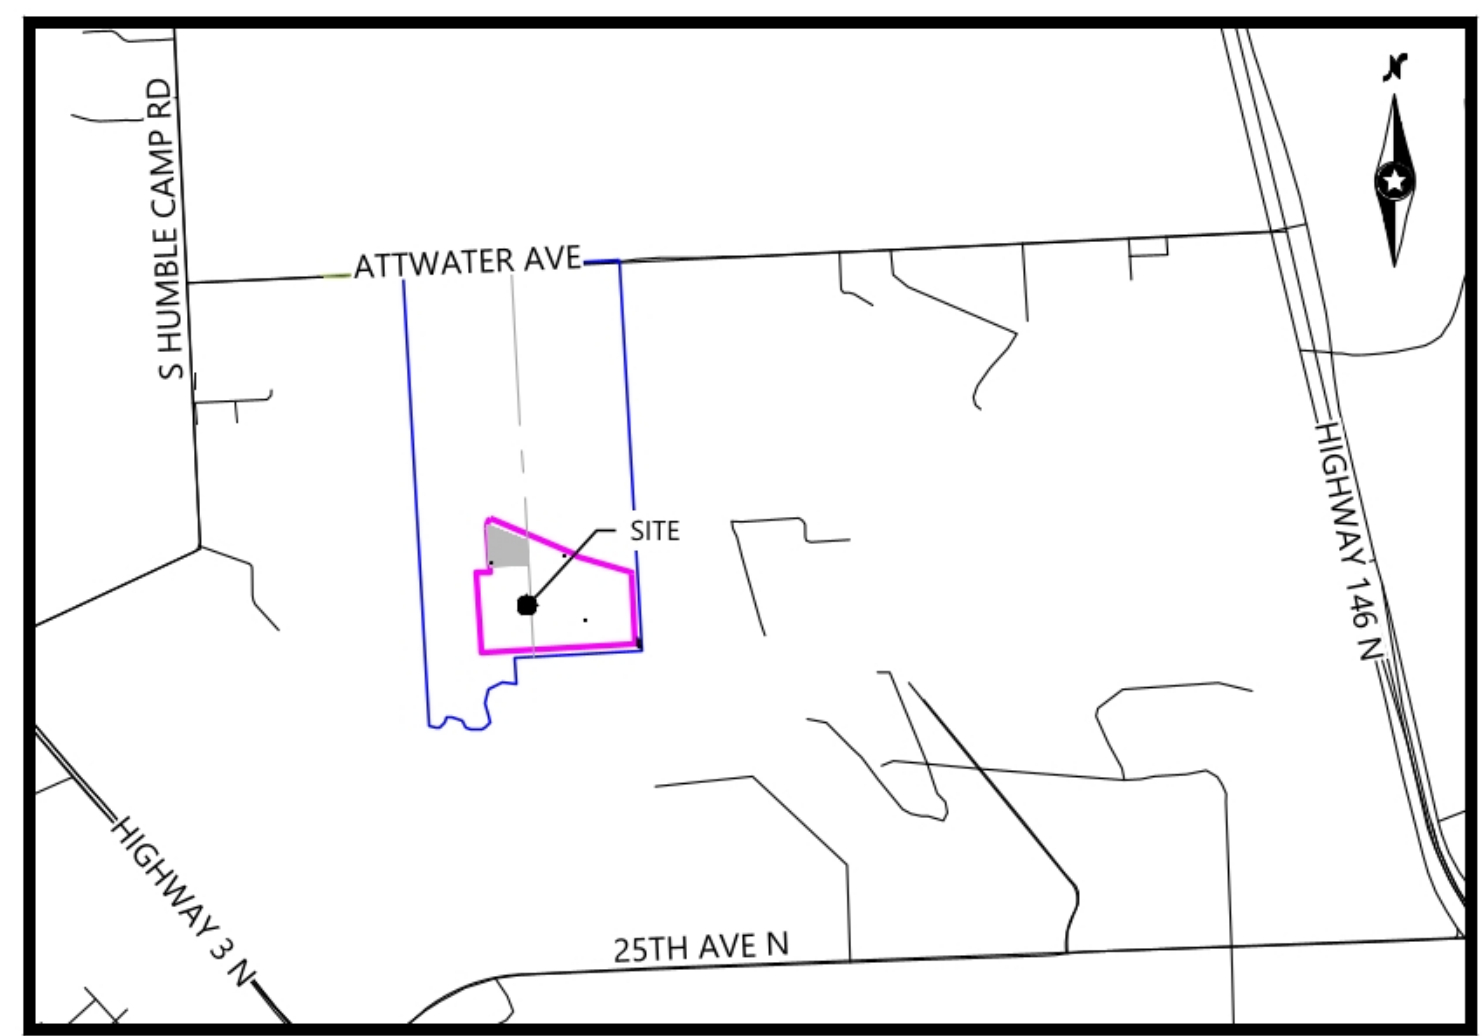 N
S HUMBLE CAMP RD
ATTWATER AVE
SITE
HIGHWAY 146 N
HIGHWAY 3 N
25TH AVE N